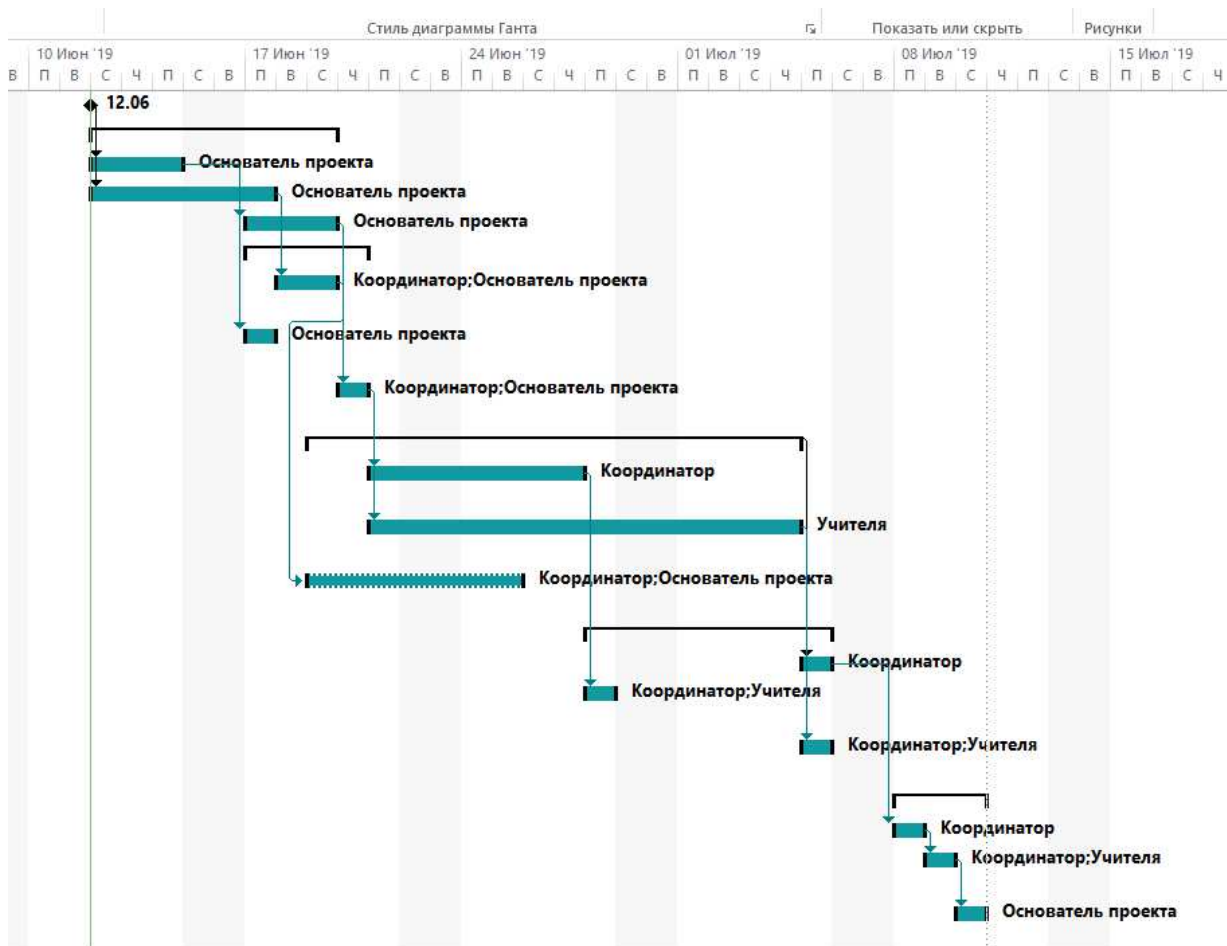 Стиль диаграммы Ганта Показать или скрыть Рисунки
10 Июн '19 17 Июн '19 24 Июн '19 01 Июл '19 08 Июл '19 15 Июл '19
В П В С Ч П С В П В С Ч П С В П В С Ч П С В П В С Ч П С В П В С Ч П С В П В С Ч
12.06
Основатель проекта
Основатель проекта
Основатель проекта
Координатор;Основатель проекта
Основатель проекта
Координатор;Основатель проекта
Координатор
Учителя
Координатор;Основатель проекта
Координатор
Координатор;Учителя
Координатор;Учителя
Координатор
Координатор;Учителя
Основатель проекта